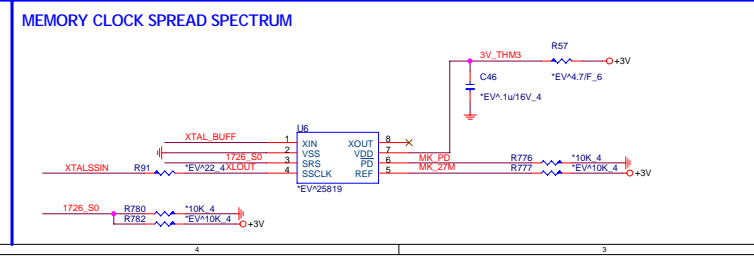 MEMORY CLOCK SPREAD SPECTRUM
R57
3V_THM3
+3V
C46
*EV^4.7/F_6
*EV^.1u/16V_4
U6
XTAL_BUFF
1
XIN
XOUT
8
2
VSS
VDD
7
1726_S0
3
SRS
PD
6
MK_PD
R776
*10K_4
XTALSSIN
R91
*EV^22_4
XLOUT
4
SSCLK
REF
5
MK_27M
R777
*EV^10K_4
+3V
*EV^25819
1726_S0
R780
*10K_4
R782
*EV^10K_4
+3V
4
3